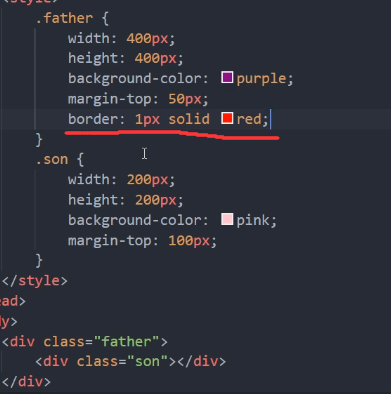 <style>
.father {
width: 400px;
height: 400px;
background-color: purple;
margin-top: 50px;
border: 1px solid red;
}
.son {
width: 200px;
height: 200px;
background-color: pink;
margin-top: 100px;
}
</style>
ead>
dy>
<div class="father">
<div class="son"></div>
</div>